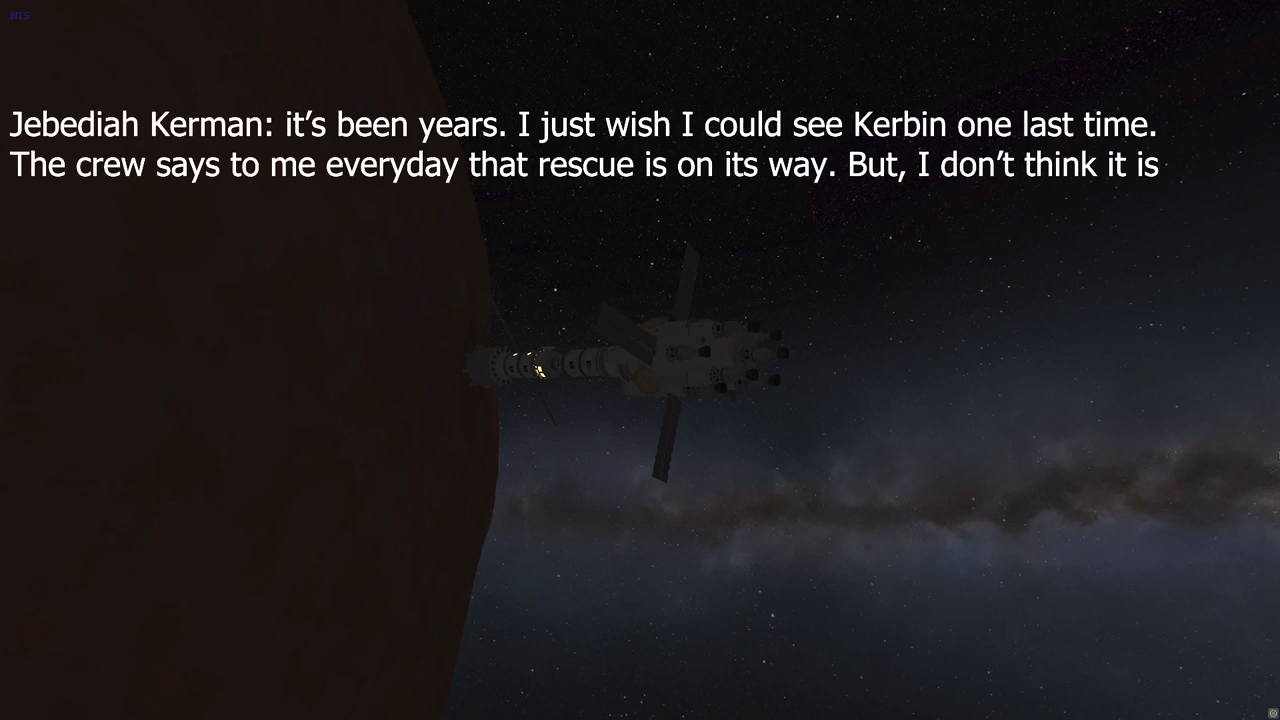 ms
Jebediah Kerman: it’s been years. I just wish I could see Kerbin one last time.
The crew says to me everyday that rescue is on its way. But, I don’t think it is